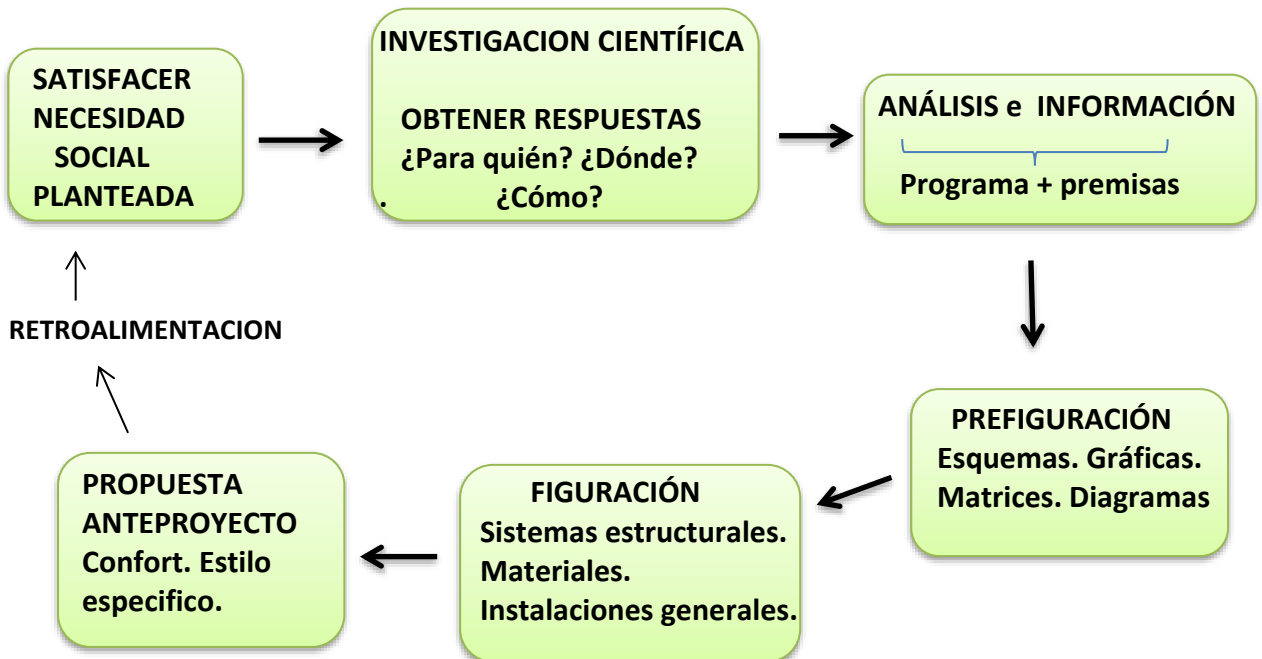 SATISFACER
NECESIDAD
SOCIAL
PLANTEADA
INVESTIGACION CIENTÍFICA
OBTENER RESPUESTAS
¿Para quién? ¿Dónde?
. ¿Cómo?
ANÁLISIS e INFORMACIÓN
Programa + premisas
PREFIGURACIÓN
Esquemas. Gráficas.
Matrices. Diagramas
FIGURACIÓN
Sistemas estructurales.
Materiales.
Instalaciones generales.
PROPUESTA
ANTEPROYECTO
Confort. Estilo
especifico.
RETROALIMENTACION